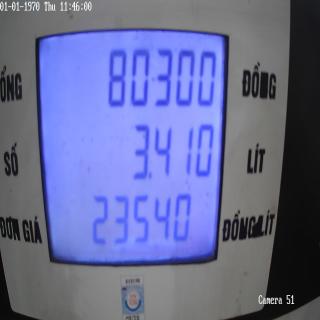 01-01-1970 Thu 11:46:00
ỔNG 80300 ĐỒNG
SỐ 3.410 LÍT
ĐƠN GIÁ 23540 ĐỒNG/LÍT
Camera 51